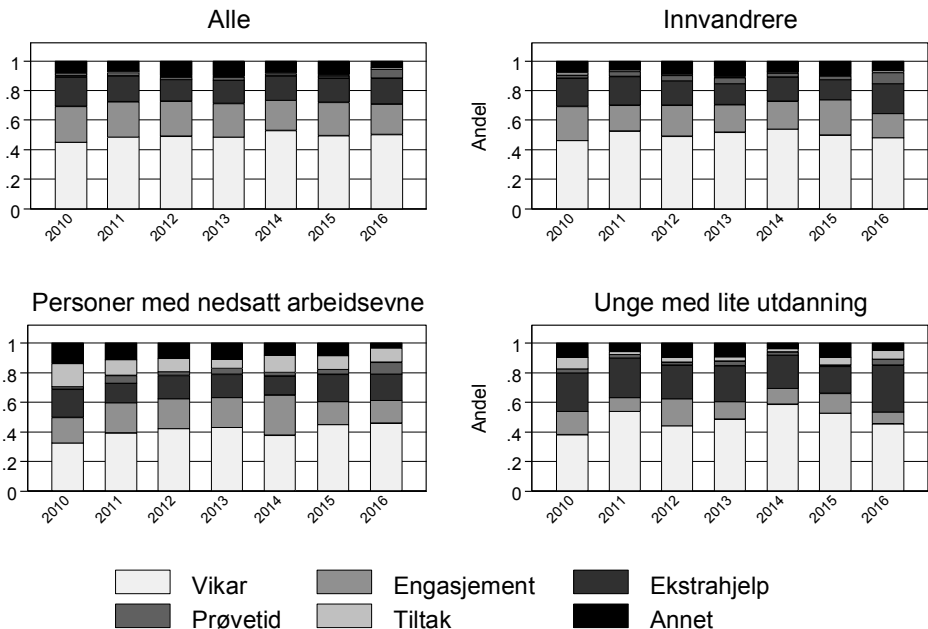 Alle
1
.8
.6
.4
.2
0
2010 2011 2012 2013 2014 2015 2016
Innvandrere
Andel
1
.8
.6
.4
.2
0
2010 2011 2012 2013 2014 2015 2016
Personer med nedsatt arbeidsevne
1
.8
.6
.4
.2
0
2010 2011 2012 2013 2014 2015 2016
Unge med lite utdanning
Andel
1
.8
.6
.4
.2
0
2010 2011 2012 2013 2014 2015 2016
Vikar Engasjement Ekstrahjelp
Prøvetid Tiltak Annet